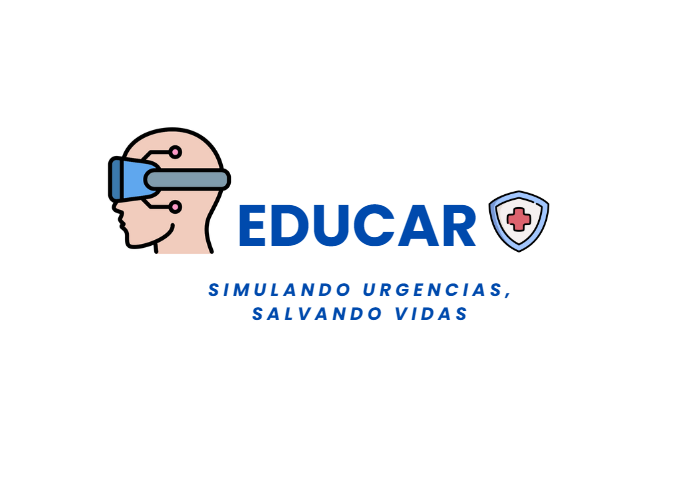 EDUCAR
SIMULANDO URGENCIAS,
SALVANDO VIDAS